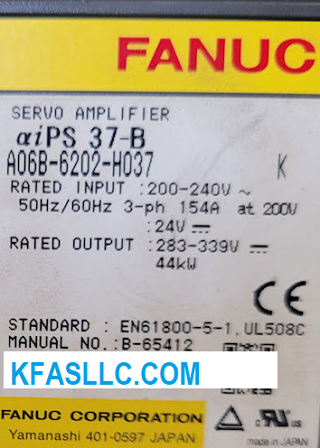 FANUC
SERVO AMPLIFIER
αiPS 37-B
A06B-6202-H037 K
RATED INPUT : 200-240V ~
50Hz/60Hz 3-ph 154A at 200V
: 24V ⎓
RATED OUTPUT : 283-339V ⎓
44kW
CE
STANDARD : EN61800-5-1, UL508C
MANUAL NO.: B-65412
KFASLLC.COM
FANUC CORPORATION
Yamanashi 401-0597 JAPAN
c UL US
made in JAPAN